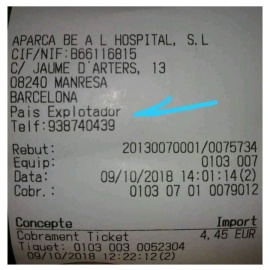 APARCA BE A L HOSPITAL, S.L
CIF/NIF:B66116815
C/ JAUME D'ARTERS, 13
08240 MANRESA
BARCELONA
Pais Explotador
Telf:938740439
Rebut: 20130070001/0075734
Equip: 0103 007
Data: 09/10/2018 14:01:14(2)
Cobr.: 0103 07 01 0079012
Concepte Import
Cobrament Ticket 4,45 EUR
Tiquet: 0103 003 0052304
09/10/2018 12:22:12(2)